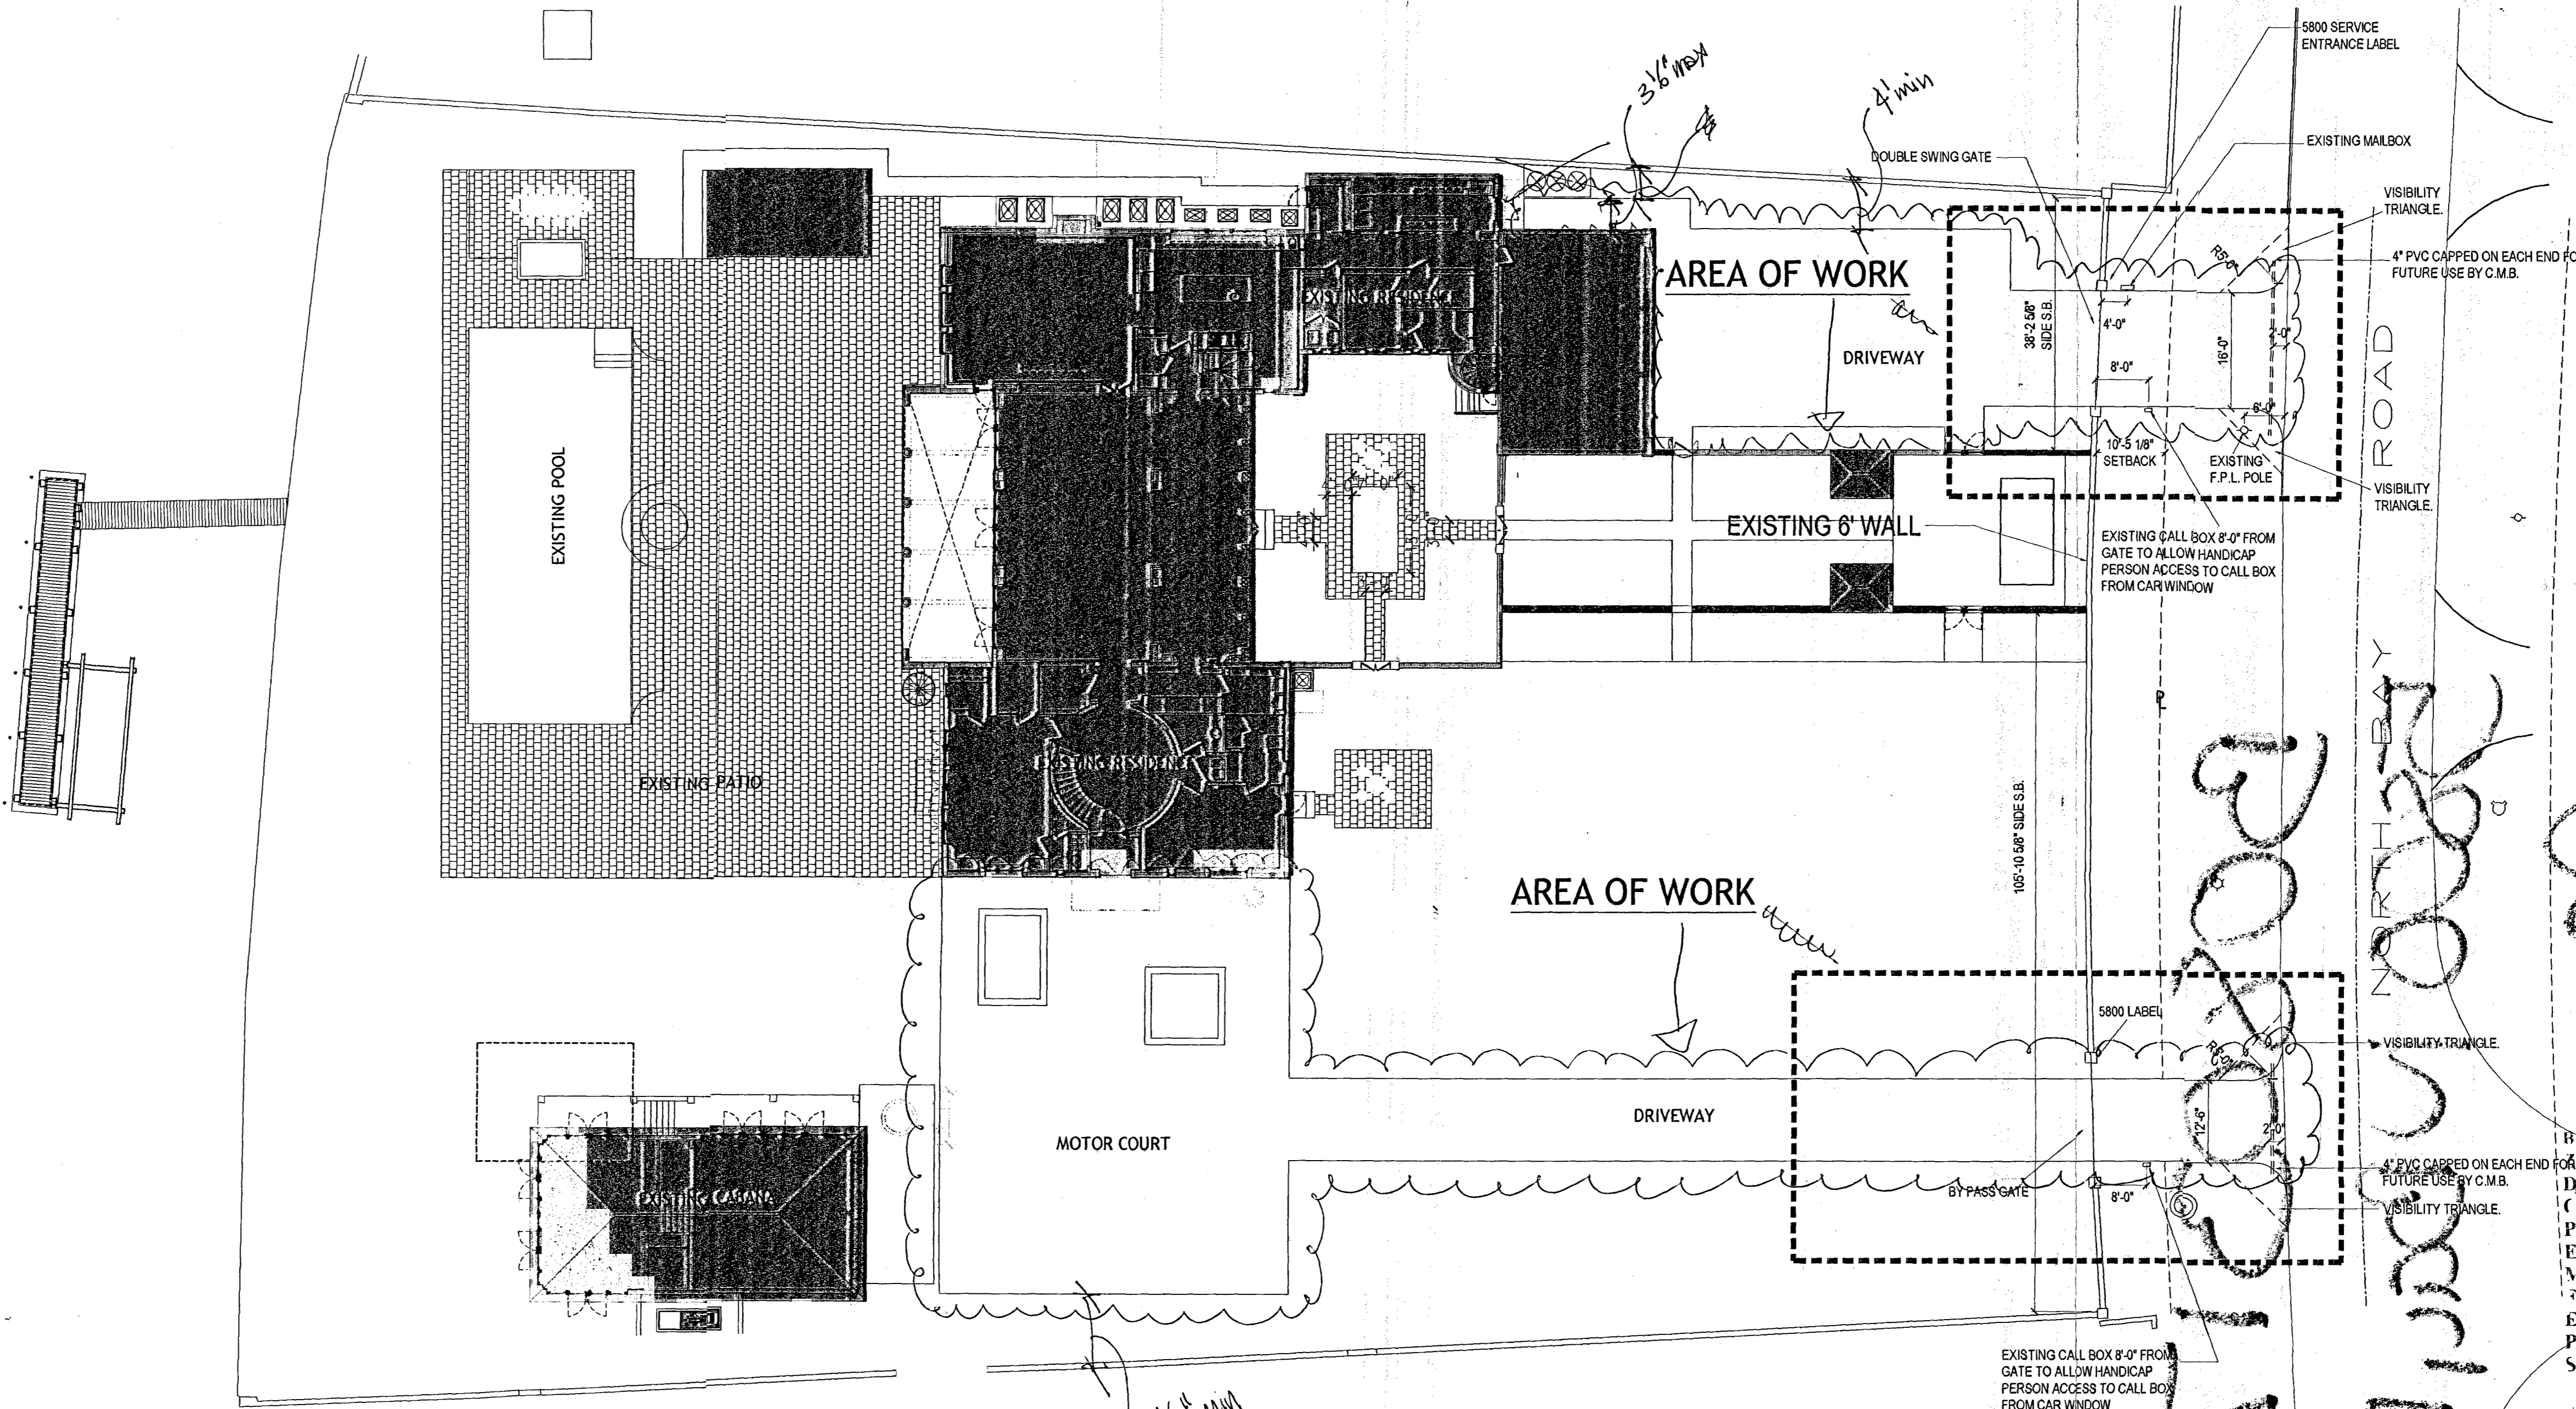 5800 SERVICE
ENTRANCE LABEL
EXISTING MAILBOX
3'6" max
4' min
DOUBLE SWING GATE
VISIBILITY
TRIANGLE.
4" PVC CAPPED ON EACH END FO
FUTURE USE BY C.M.B.
AREA OF WORK
DRIVEWAY
38'-2 5/8"
SIDE S.B.
R5'-0"
4'-0"
8'-0"
16'-0"
2'-0"
6'-0"
10'-5 1/8"
SETBACK
EXISTING
F.P.L. POLE
VISIBILITY
TRIANGLE.
EXISTING RESIDENCE
EXISTING POOL
EXISTING 6' WALL
EXISTING CALL BOX 8'-0" FROM
GATE TO ALLOW HANDICAP
PERSON ACCESS TO CALL BOX
FROM CAR WINDOW
NORTH BAY ROAD
EXISTING RESIDENCE
EXISTING PATIO
105'-10 5/8" SIDE S.B.
AREA OF WORK
5800 LABEL
VISIBILITY TRIANGLE.
MOTOR COURT
DRIVEWAY
12'-6"
2'-0"
4" PVC CAPPED ON EACH END FOR
FUTURE USE BY C.M.B.
EXISTING CABANA
BY PASS GATE
8'-0"
VISIBILITY TRIANGLE.
EXISTING CALL BOX 8'-0" FROM
GATE TO ALLOW HANDICAP
PERSON ACCESS TO CALL BOX
FROM CAR WINDOW
min